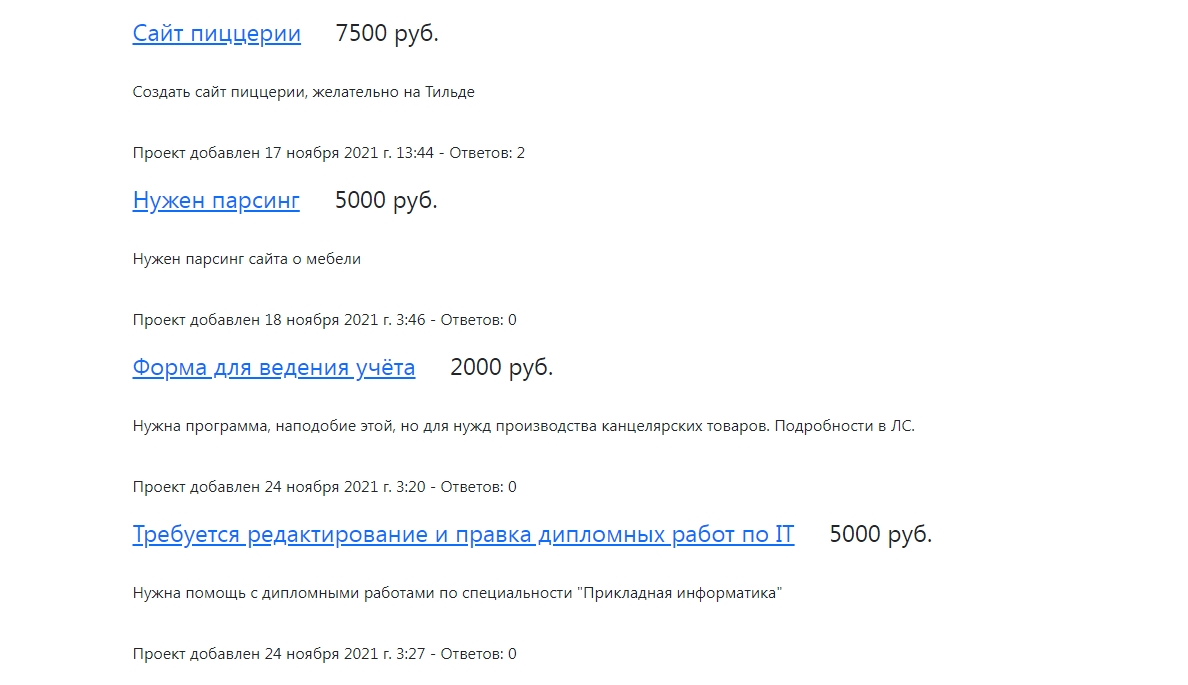 Сайт пиццерии 7500 руб.
Создать сайт пиццерии, желательно на Тильде
Проект добавлен 17 ноября 2021 г. 13:44 - Ответов: 2
Нужен парсинг 5000 руб.
Нужен парсинг сайта о мебели
Проект добавлен 18 ноября 2021 г. 3:46 - Ответов: 0
Форма для ведения учёта 2000 руб.
Нужна программа, наподобие этой, но для нужд производства канцелярских товаров. Подробности в ЛС.
Проект добавлен 24 ноября 2021 г. 3:20 - Ответов: 0
Требуется редактирование и правка дипломных работ по IT 5000 руб.
Нужна помощь с дипломными работами по специальности "Прикладная информатика"
Проект добавлен 24 ноября 2021 г. 3:27 - Ответов: 0